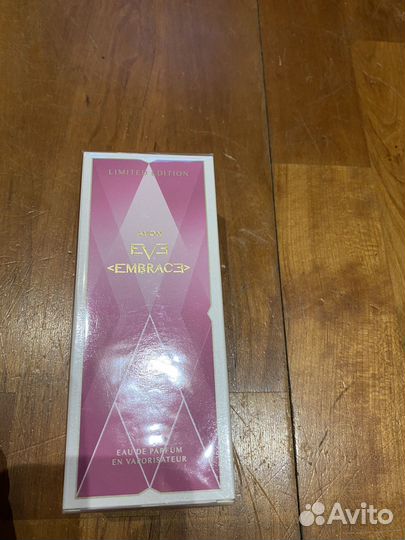 LIMITED EDITION
AVON
EVE
<EMBRACE>
EAU DE PARFUM
EN VAPORISATEUR
Avito